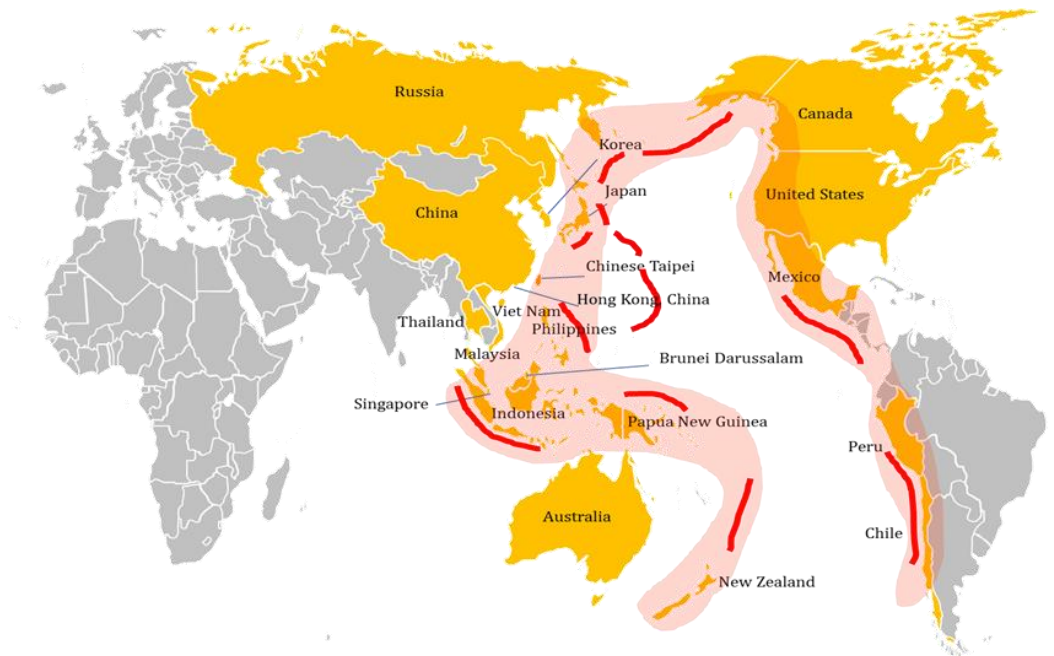 Russia
Canada
Korea
Japan
United States
China
Chinese Taipei
Mexico
Hong Kong, China
Viet Nam
Thailand
Philippines
Malaysia
Brunei Darussalam
Singapore
Indonesia
Papua New Guinea
Peru
Australia
Chile
New Zealand